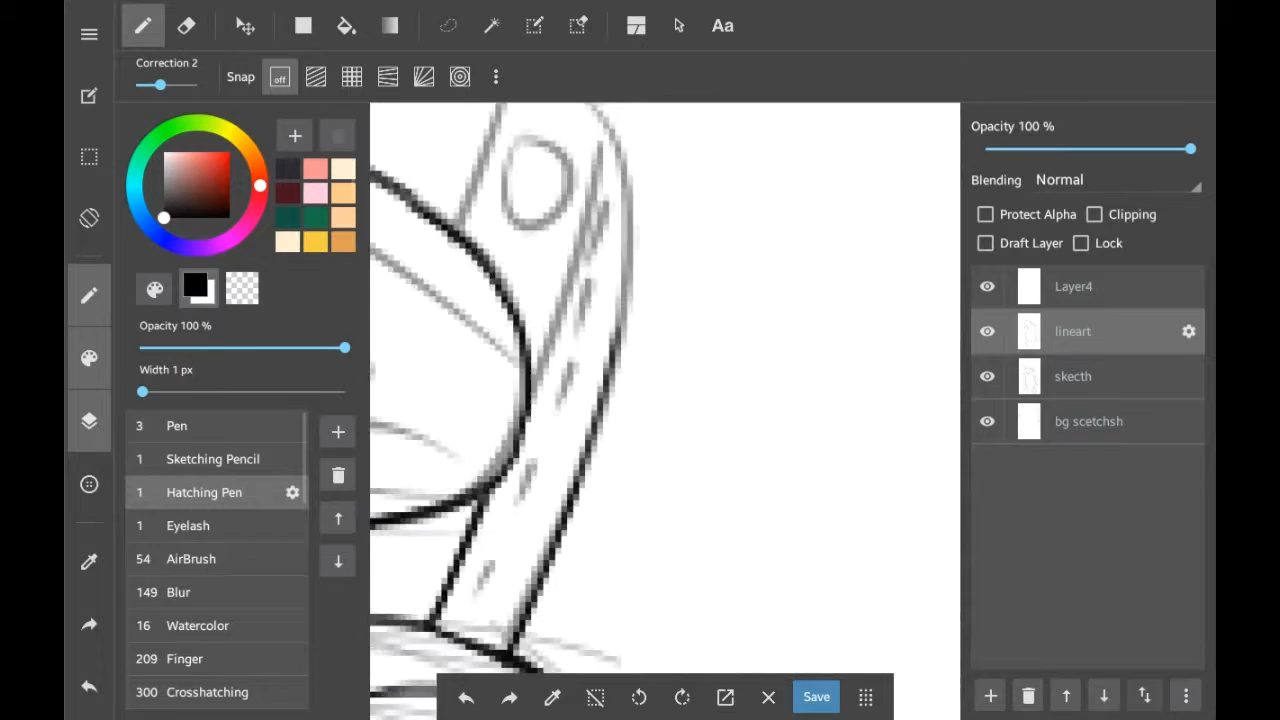 Aa
Correction 2
Snap
off
Opacity 100 %
Blending Normal
Protect Alpha Clipping
Draft Layer Lock
Layer4
lineart
skecth
bg scetchsh
Opacity 100 %
Width 1 px
3 Pen
1 Sketching Pencil
1 Hatching Pen
1 Eyelash
54 AirBrush
149 Blur
16 Watercolor
209 Finger
300 Crosshatching
Save